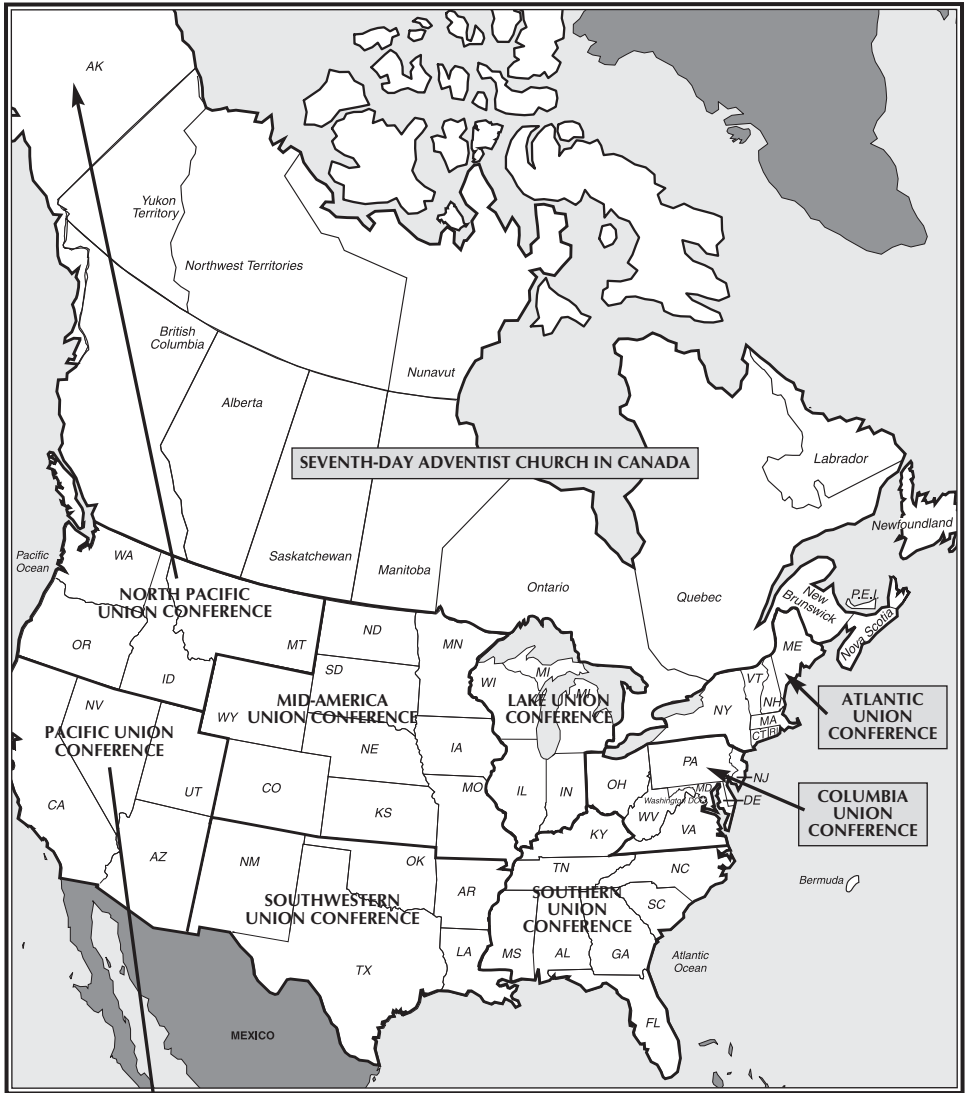 AK
Yukon
Territory
Northwest Territories
British
Columbia
Nunavut
Alberta
SEVENTH-DAY ADVENTIST CHURCH IN CANADA
Labrador
Newfoundland
Pacific
Ocean
WA
Saskatchewan
Manitoba
Ontario
Quebec
New
Brunswick
P.E.I
Nova Scotia
NORTH PACIFIC
UNION CONFERENCE
OR
ID
MT
ND
MN
SD
WI
MI
MI
ME
VT
NH
NY
MA
CT
RI
ATLANTIC
UNION
CONFERENCE
MID-AMERICA
UNION CONFERENCE
WY
LAKE UNION
CONFERENCE
NV
PACIFIC UNION
CONFERENCE
NE
IA
PA
NJ
CA
UT
CO
KS
MO
IL
IN
OH
MD
Washington DC
DE
WV
VA
KY
COLUMBIA
UNION
CONFERENCE
AZ
NM
OK
AR
TN
NC
SC
Bermuda
SOUTHWESTERN
UNION CONFERENCE
SOUTHERN
UNION
CONFERENCE
TX
LA
MS
AL
GA
Atlantic
Ocean
FL
MEXICO